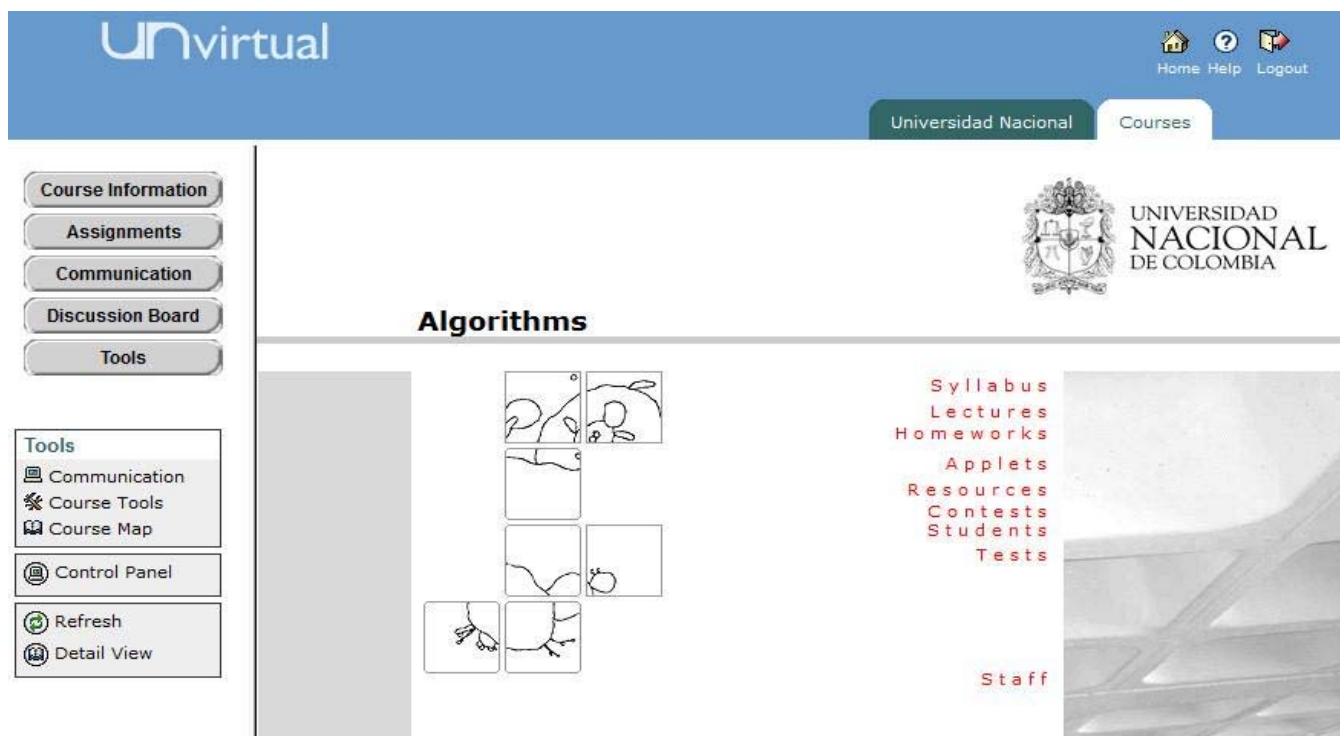 UNvirtual
Home Help Logout
Universidad Nacional Courses
Course Information
Assignments
Communication
Discussion Board
Tools
UNIVERSIDAD
NACIONAL
DE COLOMBIA
Algorithms
Tools
Communication
Course Tools
Course Map
Control Panel
Refresh
Detail View
Syllabus
Lectures
Homeworks
Applets
Resources
Contests
Students
Tests
Staff